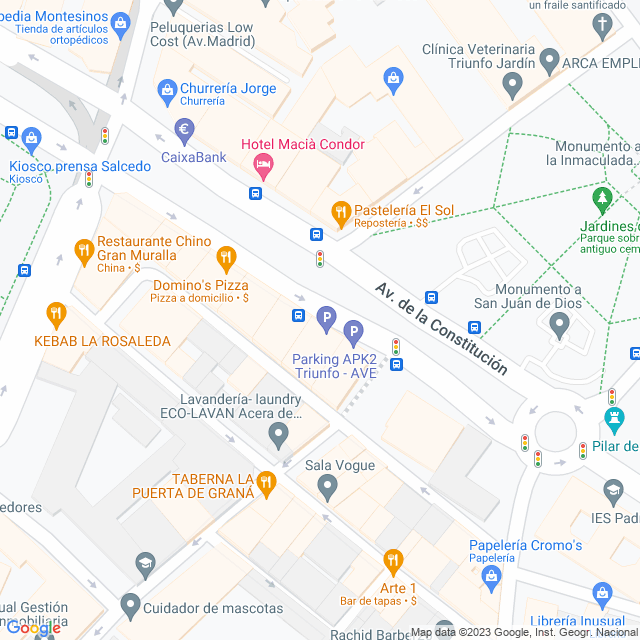 pedia Montesinos
Tienda de artículos
ortopédicos
Peluquerias Low
Cost (Av.Madrid)
un fraile santificado
Clínica Veterinaria
Triunfo Jardín
ARCA EMPLE
Churrería Jorge
Churrería
€
CaixaBank
Hotel Macià Condor
Kiosco prensa Salcedo
Kiosco
Monumento a
la Inmaculada...
Pastelería El Sol
Repostería • $$
Jardines d
Parque sobr
antiguo cem
Restaurante Chino
Gran Muralla
China • $
Domino's Pizza
Pizza a domicilio • $
Av. de la Constitución
Monumento a
San Juan de Dios
KEBAB LA ROSALEDA
P
P
Parking APK2
Triunfo - AVE
Lavandería- laundry
ECO-LAVAN Acera de...
Pilar de
Sala Vogue
TABERNA LA
PUERTA DE GRANÁ
edores
IES Padr
Papelería Cromo's
Papelería
Arte 1
Bar de tapas • $
ual Gestión
nmobiliaria
Cuidador de mascotas
Librería Inusual
Rachid Barbe
Google
Map data ©2023 Google, Inst. Geogr. Nacional